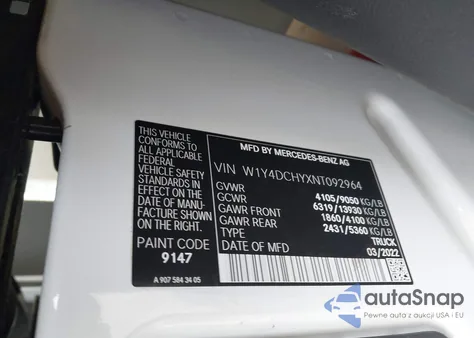 THIS VEHICLE
CONFORMS TO
ALL APPLICABLE
FEDERAL MOTOR
VEHICLE SAFETY
STANDARDS
IN EFFECT ON THE
DATE OF MANU-
FACTURE SHOWN
ON THE RIGHT.
PAINT CODE
9147
A 907 584 34 05
MFD BY MERCEDES-BENZ AG
VIN W1Y4DCHYXNT092964
GVWR 4105/9050 KG/LB
GCWR 6319/13930 KG/LB
GAWR FRONT 1860/4100 KG/LB
GAWR REAR 2431/5360 KG/LB
TRUCK
DATE OF MFD 03/2022
autaSnap
Pewne auta z aukcji USA i EU